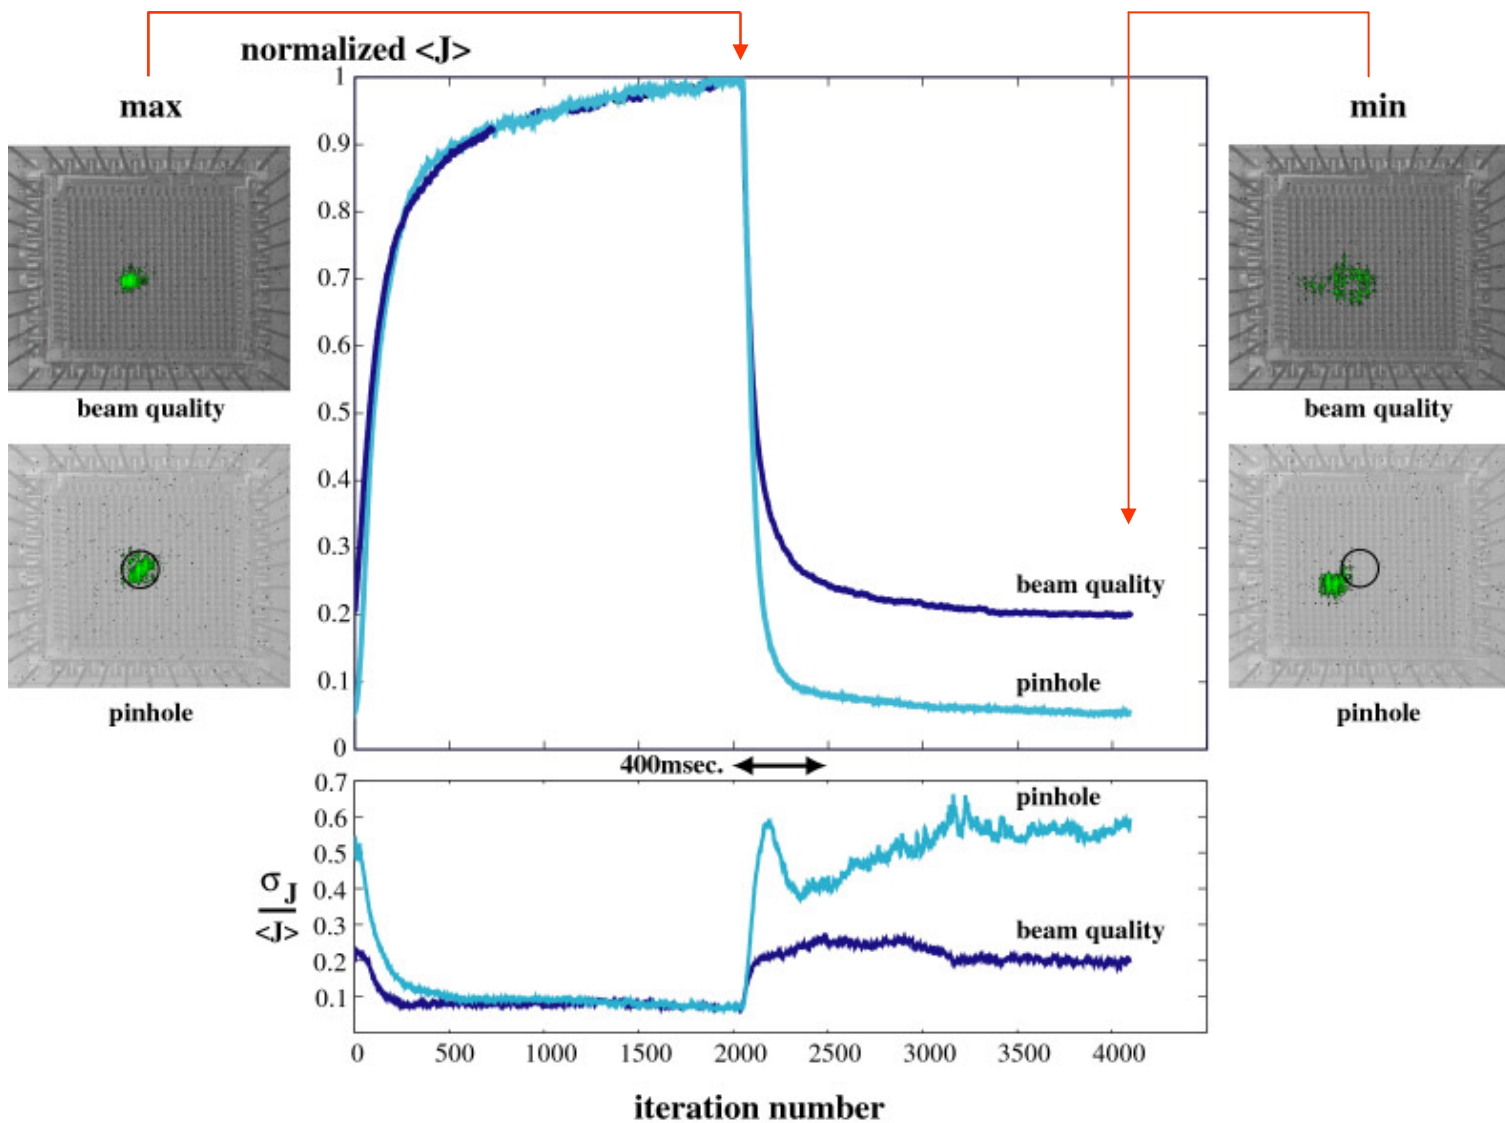 normalized <J>
max
min
1
0.9
0.8
0.7
0.6
0.5
0.4
0.3
0.2
0.1
0
beam quality
pinhole
beam quality
pinhole
beam quality
pinhole
400msec.
0.7
0.6
0.5
0.4
0.3
0.2
0.1
σJ
<J>
pinhole
beam quality
0 500 1000 1500 2000 2500 3000 3500 4000
iteration number